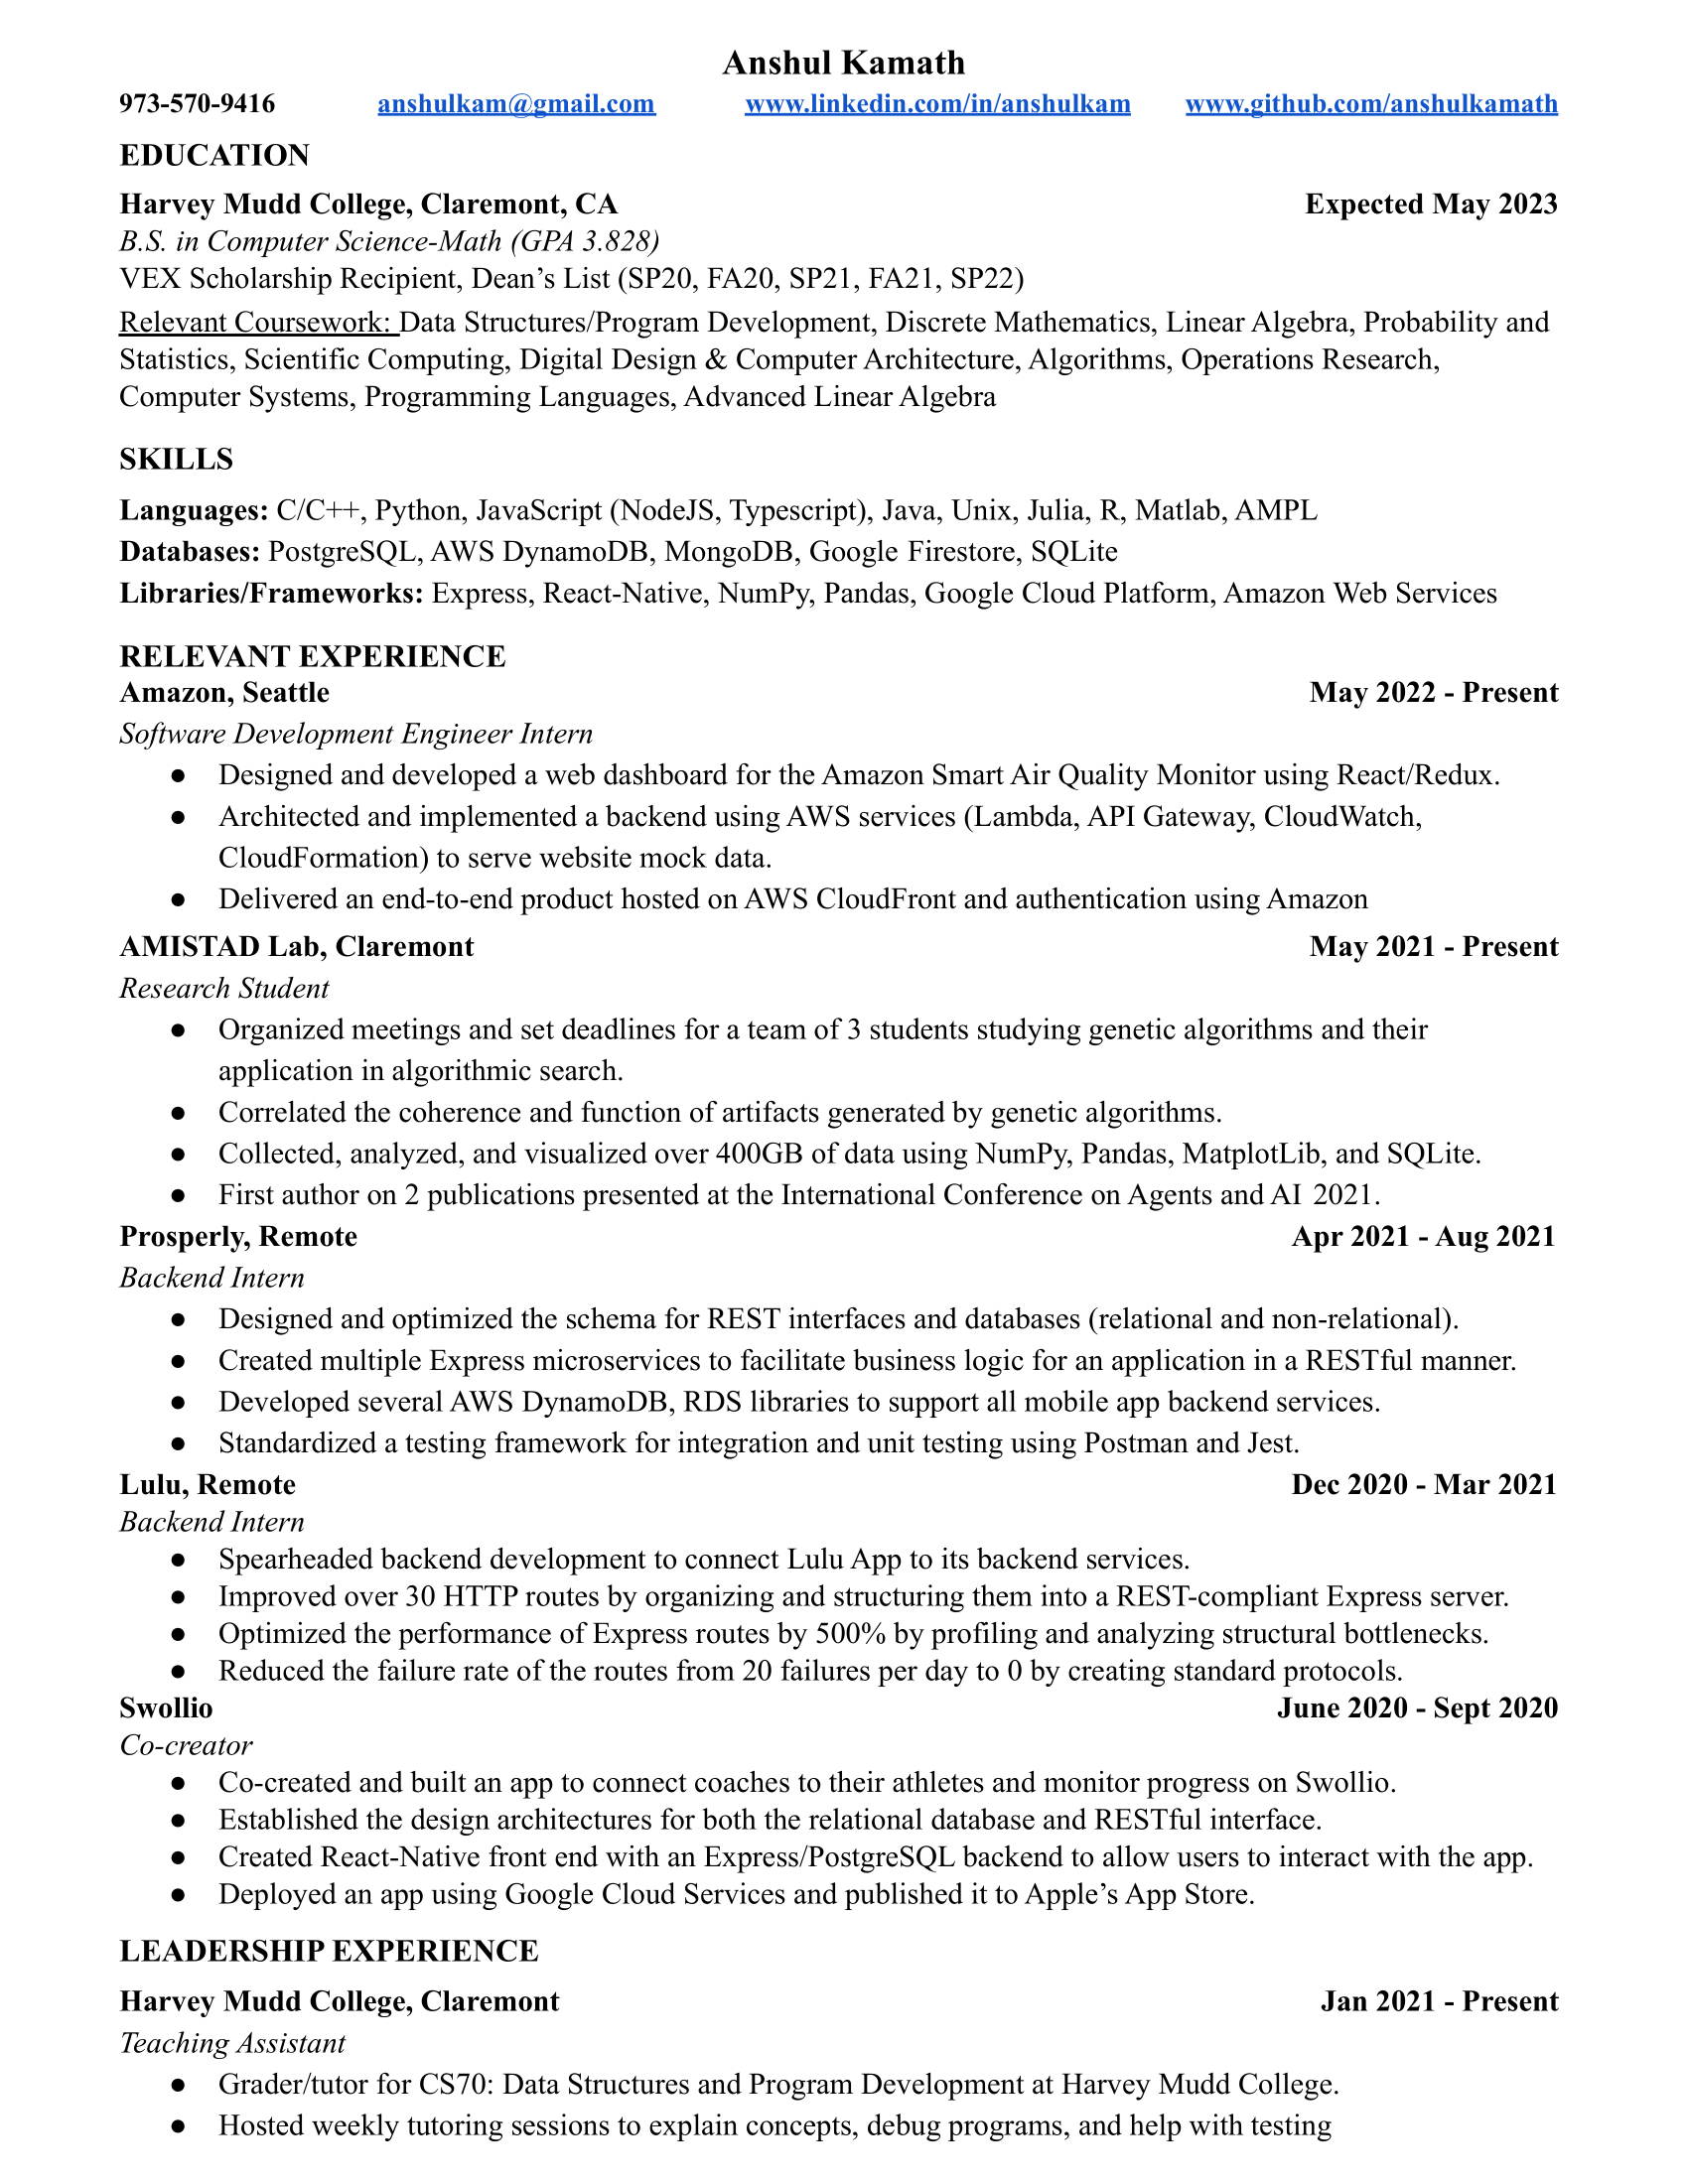 Anshul Kamath
973-570-9416 anshulkam@gmail.com www.linkedin.com/in/anshulkam www.github.com/anshulkamath
EDUCATION
Harvey Mudd College, Claremont, CA Expected May 2023
B.S. in Computer Science-Math (GPA 3.828)
VEX Scholarship Recipient, Dean’s List (SP20, FA20, SP21, FA21, SP22)
Relevant Coursework: Data Structures/Program Development, Discrete Mathematics, Linear Algebra, Probability and
Statistics, Scientific Computing, Digital Design & Computer Architecture, Algorithms, Operations Research,
Computer Systems, Programming Languages, Advanced Linear Algebra
SKILLS
Languages: C/C++, Python, JavaScript (NodeJS, Typescript), Java, Unix, Julia, R, Matlab, AMPL
Databases: PostgreSQL, AWS DynamoDB, MongoDB, Google Firestore, SQLite
Libraries/Frameworks: Express, React-Native, NumPy, Pandas, Google Cloud Platform, Amazon Web Services
RELEVANT EXPERIENCE
Amazon, Seattle May 2022 - Present
Software Development Engineer Intern
● Designed and developed a web dashboard for the Amazon Smart Air Quality Monitor using React/Redux.
● Architected and implemented a backend using AWS services (Lambda, API Gateway, CloudWatch,
CloudFormation) to serve website mock data.
● Delivered an end-to-end product hosted on AWS CloudFront and authentication using Amazon
AMISTAD Lab, Claremont May 2021 - Present
Research Student
● Organized meetings and set deadlines for a team of 3 students studying genetic algorithms and their
application in algorithmic search.
● Correlated the coherence and function of artifacts generated by genetic algorithms.
● Collected, analyzed, and visualized over 400GB of data using NumPy, Pandas, MatplotLib, and SQLite.
● First author on 2 publications presented at the International Conference on Agents and AI 2021.
Prosperly, Remote Apr 2021 - Aug 2021
Backend Intern
● Designed and optimized the schema for REST interfaces and databases (relational and non-relational).
● Created multiple Express microservices to facilitate business logic for an application in a RESTful manner.
● Developed several AWS DynamoDB, RDS libraries to support all mobile app backend services.
● Standardized a testing framework for integration and unit testing using Postman and Jest.
Lulu, Remote Dec 2020 - Mar 2021
Backend Intern
● Spearheaded backend development to connect Lulu App to its backend services.
● Improved over 30 HTTP routes by organizing and structuring them into a REST-compliant Express server.
● Optimized the performance of Express routes by 500% by profiling and analyzing structural bottlenecks.
● Reduced the failure rate of the routes from 20 failures per day to 0 by creating standard protocols.
Swollio June 2020 - Sept 2020
Co-creator
● Co-created and built an app to connect coaches to their athletes and monitor progress on Swollio.
● Established the design architectures for both the relational database and RESTful interface.
● Created React-Native front end with an Express/PostgreSQL backend to allow users to interact with the app.
● Deployed an app using Google Cloud Services and published it to Apple’s App Store.
LEADERSHIP EXPERIENCE
Harvey Mudd College, Claremont Jan 2021 - Present
Teaching Assistant
● Grader/tutor for CS70: Data Structures and Program Development at Harvey Mudd College.
● Hosted weekly tutoring sessions to explain concepts, debug programs, and help with testing